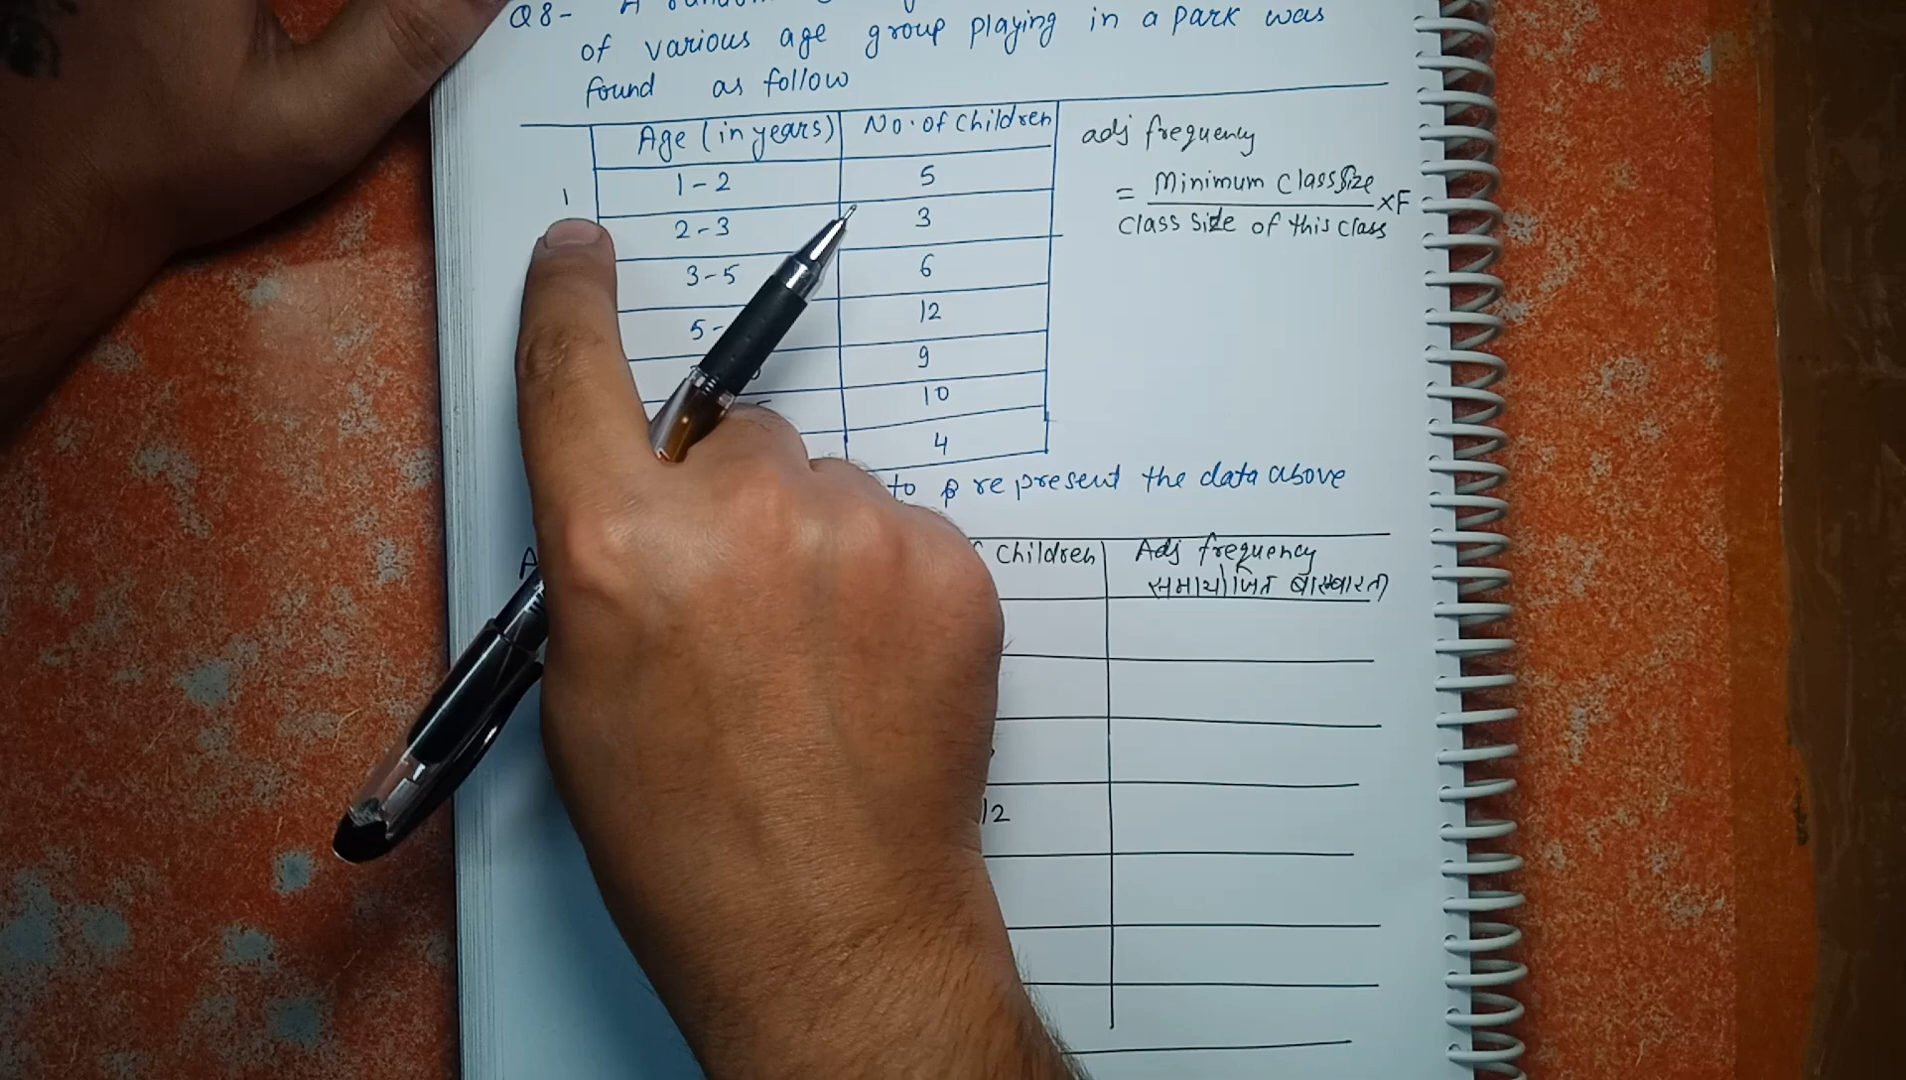 Q8-
of various age group playing in a park was
found as follow
Age (in years) No. of Children
1-2 5
1
2-3 3
3-5 6
5- 12
9
10
4
adj frequency
= Minimum class size
class size of this class ×F
to represent the data above
Children Adj frequency
समायोजित बारंबारता
12